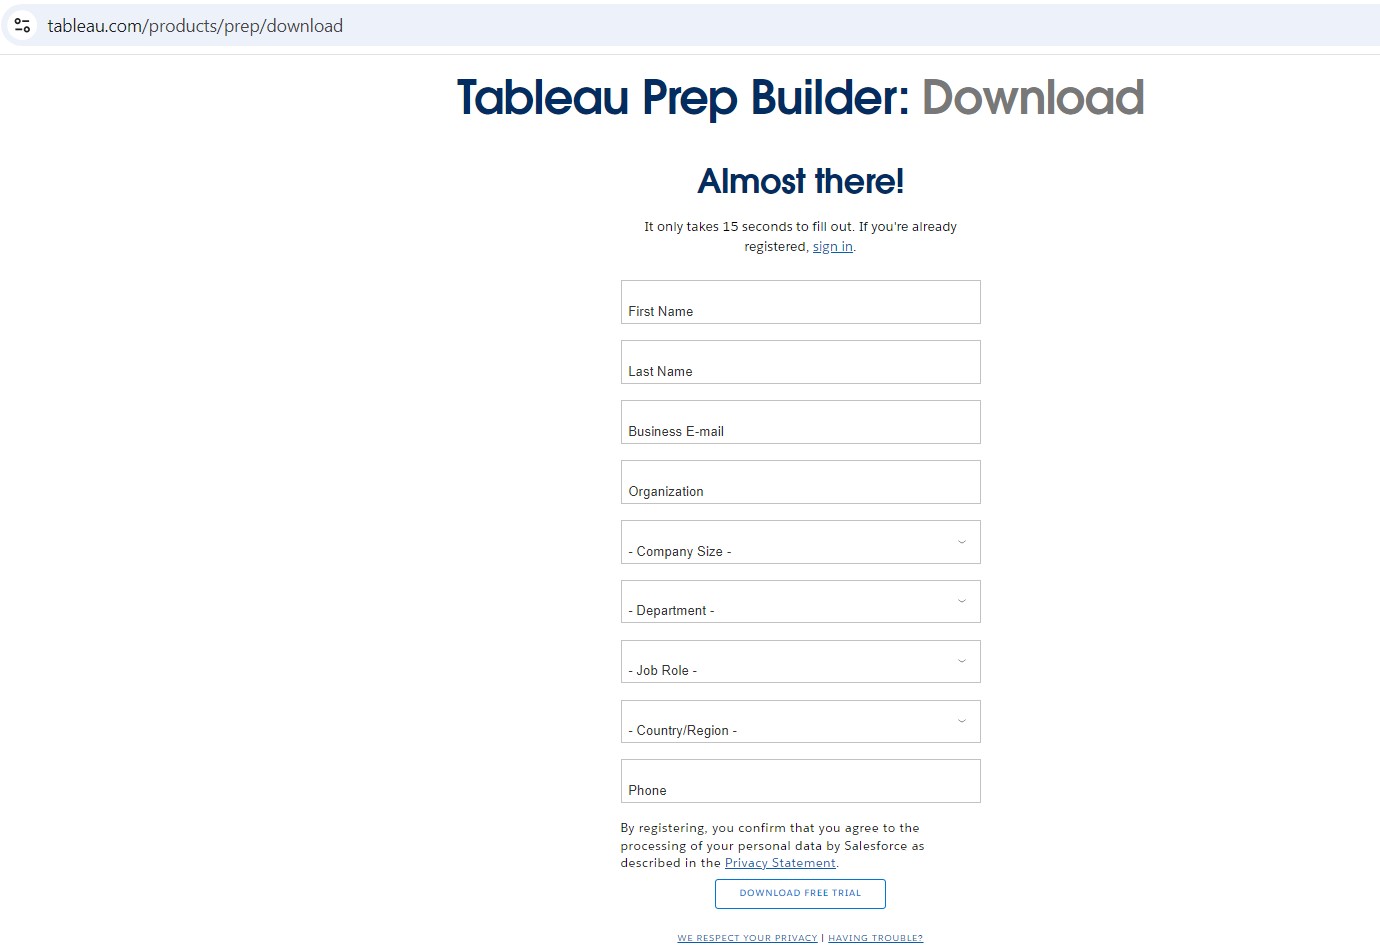 tableau.com/products/prep/download
Tableau Prep Builder: Download
Almost there!
It only takes 15 seconds to fill out. If you're already
registered, sign in.
First Name
Last Name
Business E-mail
Organization
- Company Size -
- Department -
- Job Role -
- Country/Region -
Phone
By registering, you confirm that you agree to the
processing of your personal data by Salesforce as
described in the Privacy Statement.
DOWNLOAD FREE TRIAL
WE RESPECT YOUR PRIVACY | HAVING TROUBLE?